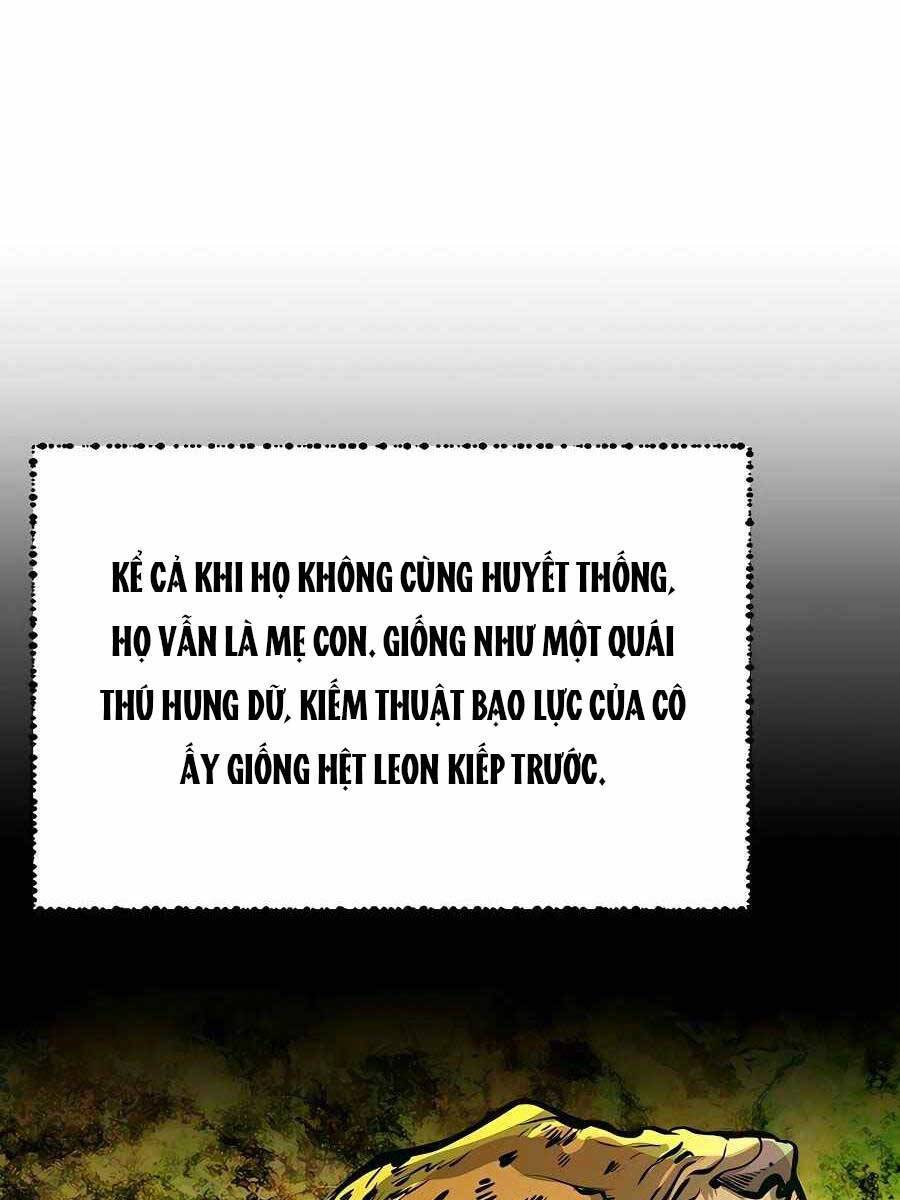 KỂ CẢ KHI HỌ KHÔNG CÙNG HUYẾT THỐNG,
HỌ VẪN LÀ MẸ CON. GIỐNG NHƯ MỘT QUÁI
THÚ HUNG DỮ, KIẾM THUẬT BẠO LỰC CỦA CÔ
ẤY GIỐNG HỆT LEON KIẾP TRƯỚC.